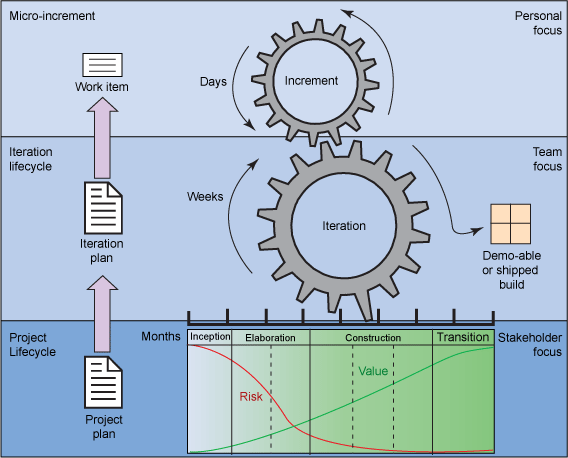 Micro-increment
Personal
focus
Days
Increment
Work item
Iteration
lifecycle
Team
focus
Weeks
Iteration
Iteration
plan
Demo-able
or shipped
build
Project
Lifecycle
Months
Inception
Elaboration
Construction
Transition
Stakeholder
focus
Value
Risk
Project
plan